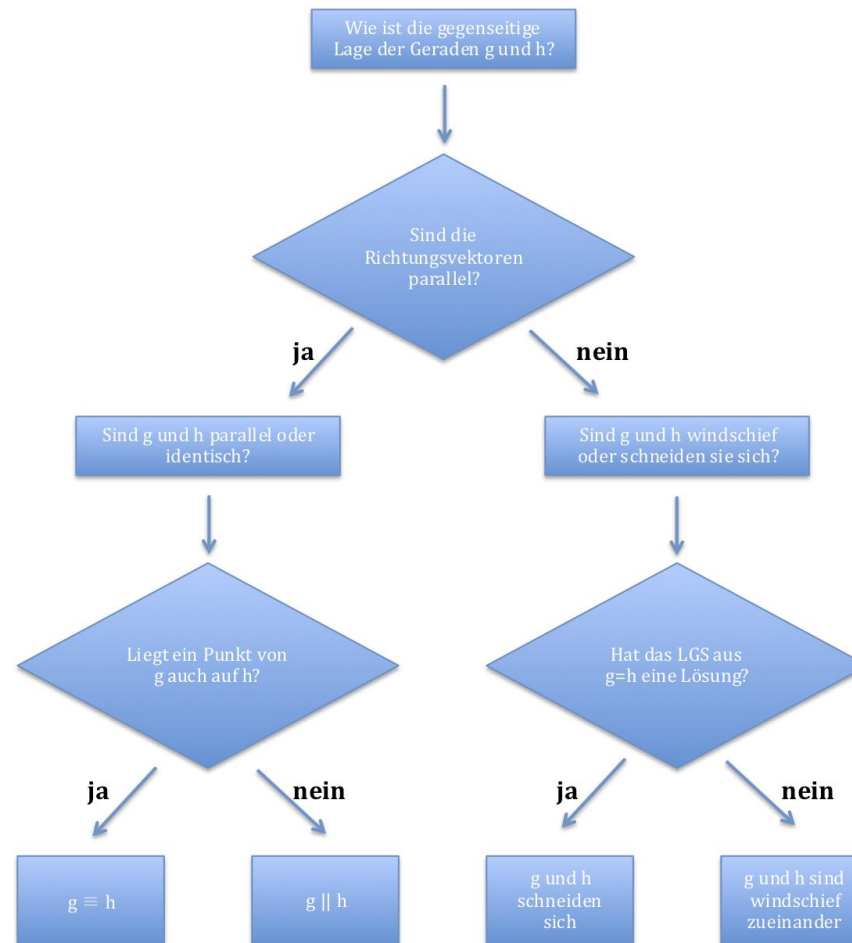 Wie ist die gegenseitige
Lage der Geraden g und h?
Sind die
Richtungsvektoren
parallel?
ja
nein
Sind g und h parallel oder
identisch?
Sind g und h windschief
oder schneiden sie sich?
Liegt ein Punkt von
g auch auf h?
Hat das LGS aus
g=h eine Lösung?
ja
nein
ja
nein
g ≡ h
g || h
g und h
schneiden
sich
g und h sind
windschief
zueinander